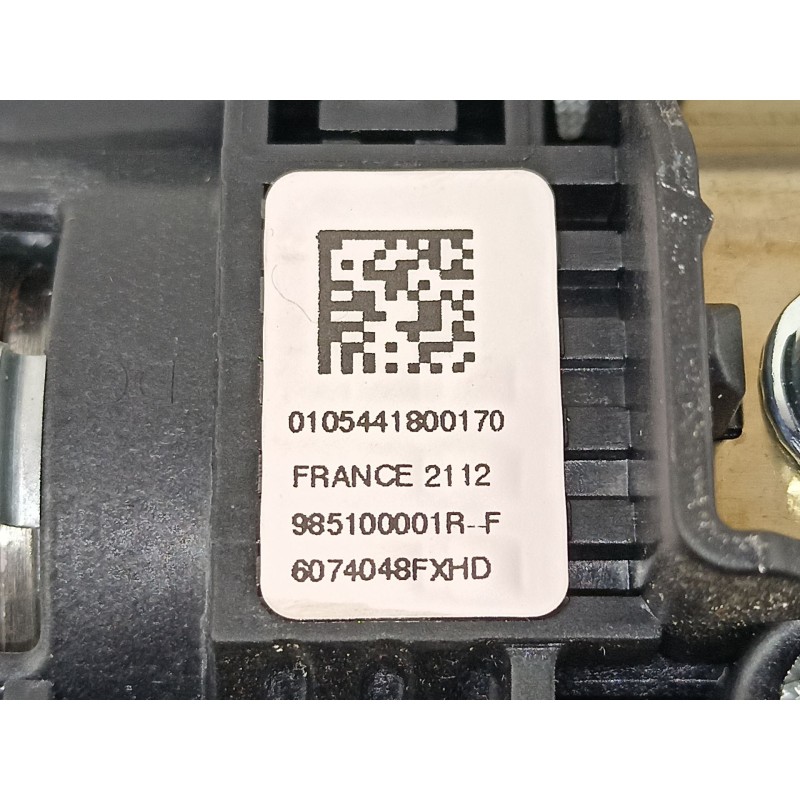 0105441800170
FRANCE 2112
985100001R--F
6074048FXHD